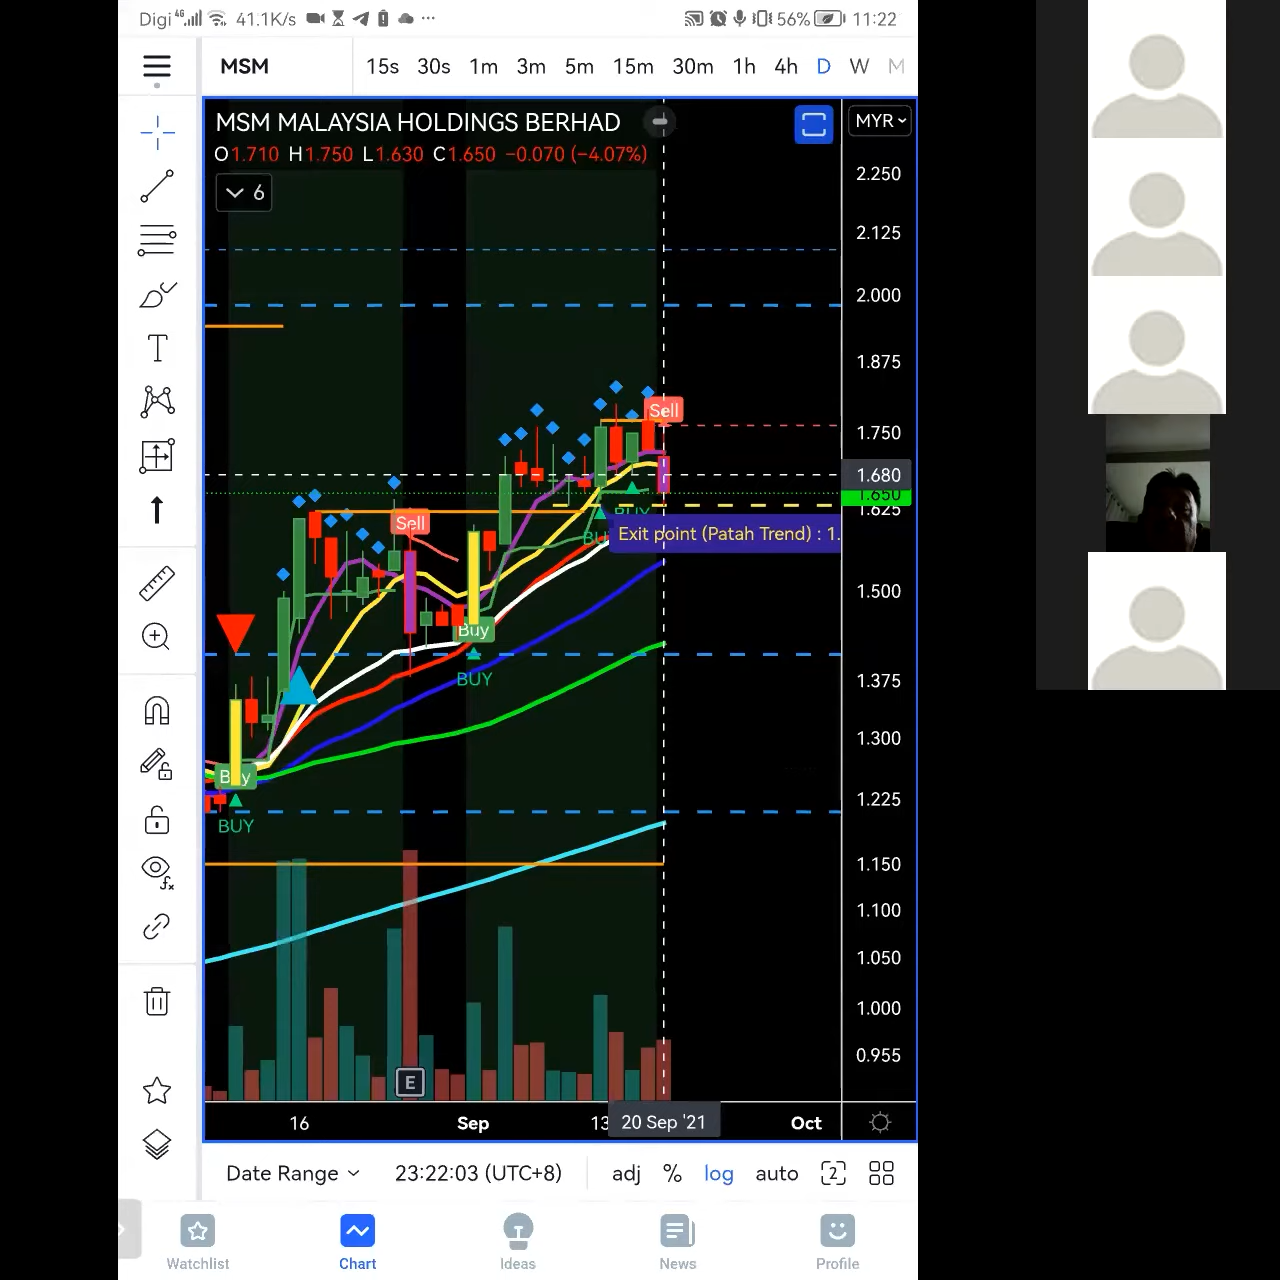 Digi 4G 41.1K/s ... 56% 11:22
MSM 15s 30s 1m 3m 5m 15m 30m 1h 4h D W M
MSM MALAYSIA HOLDINGS BERHAD
MYR
O1.710 H1.750 L1.630 C1.650 −0.070 (−4.07%)
6
2.250
2.125
2.000
1.875
1.750
1.680
1.650
1.625
1.500
1.375
1.300
1.225
1.150
1.100
1.050
1.000
0.955
Sell
Sell
BUY
Exit point (Patah Trend) : 1.
Buy
BUY
Buy
BUY
E
16 Sep 13 20 Sep '21 Oct
Date Range 23:22:03 (UTC+8) adj % log auto 2
Watchlist Chart Ideas News Profile